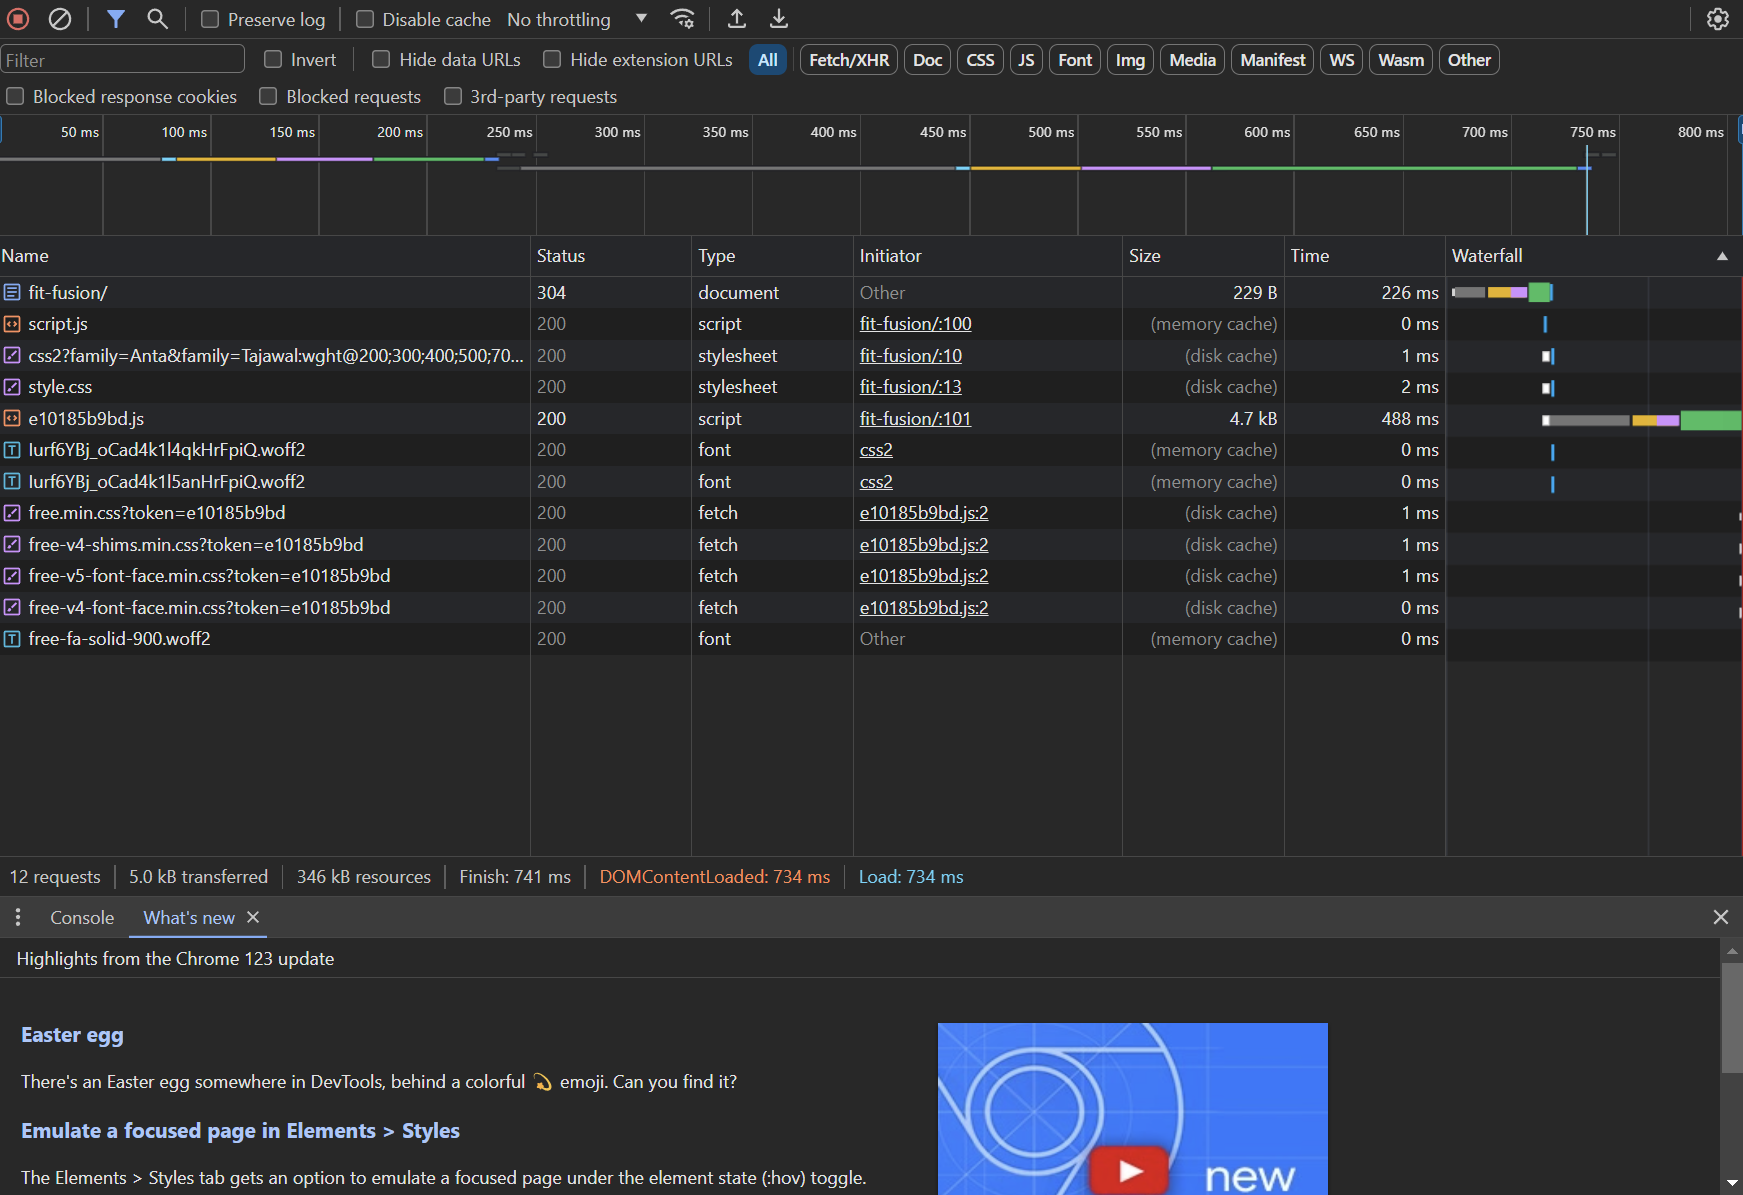 Preserve log Disable cache No throttling
Filter Invert Hide data URLs Hide extension URLs All Fetch/XHR Doc CSS JS Font Img Media Manifest WS Wasm Other
Blocked response cookies Blocked requests 3rd-party requests
50 ms 100 ms 150 ms 200 ms 250 ms 300 ms 350 ms 400 ms 450 ms 500 ms 550 ms 600 ms 650 ms 700 ms 750 ms 800 ms
Name Status Type Initiator Size Time Waterfall
fit-fusion/ 304 document Other 229 B 226 ms
script.js 200 script fit-fusion/:100 (memory cache) 0 ms
css2?family=Anta&family=Tajawal:wght@200;300;400;500;70... 200 stylesheet fit-fusion/:10 (disk cache) 1 ms
style.css 200 stylesheet fit-fusion/:13 (disk cache) 2 ms
e10185b9bd.js 200 script fit-fusion/:101 4.7 kB 488 ms
Iurf6YBj_oCad4k1l4qkHrFpiQ.woff2 200 font css2 (memory cache) 0 ms
Iurf6YBj_oCad4k1l5anHrFpiQ.woff2 200 font css2 (memory cache) 0 ms
free.min.css?token=e10185b9bd 200 fetch e10185b9bd.js:2 (disk cache) 1 ms
free-v4-shims.min.css?token=e10185b9bd 200 fetch e10185b9bd.js:2 (disk cache) 1 ms
free-v5-font-face.min.css?token=e10185b9bd 200 fetch e10185b9bd.js:2 (disk cache) 1 ms
free-v4-font-face.min.css?token=e10185b9bd 200 fetch e10185b9bd.js:2 (disk cache) 0 ms
free-fa-solid-900.woff2 200 font Other (memory cache) 0 ms
12 requests 5.0 kB transferred 346 kB resources Finish: 741 ms DOMContentLoaded: 734 ms Load: 734 ms
Console What's new
Highlights from the Chrome 123 update
Easter egg
There's an Easter egg somewhere in DevTools, behind a colorful 💫 emoji. Can you find it?
Emulate a focused page in Elements > Styles
The Elements > Styles tab gets an option to emulate a focused page under the element state (:hov) toggle.
new